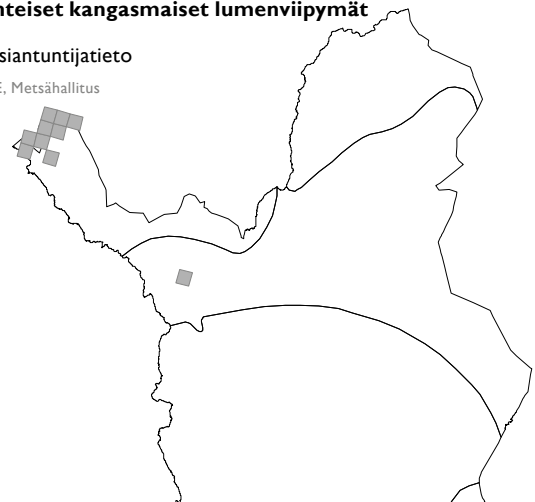 nteiset kangasmaiset lumenviipymät
siantuntijatieto
E, Metsähallitus